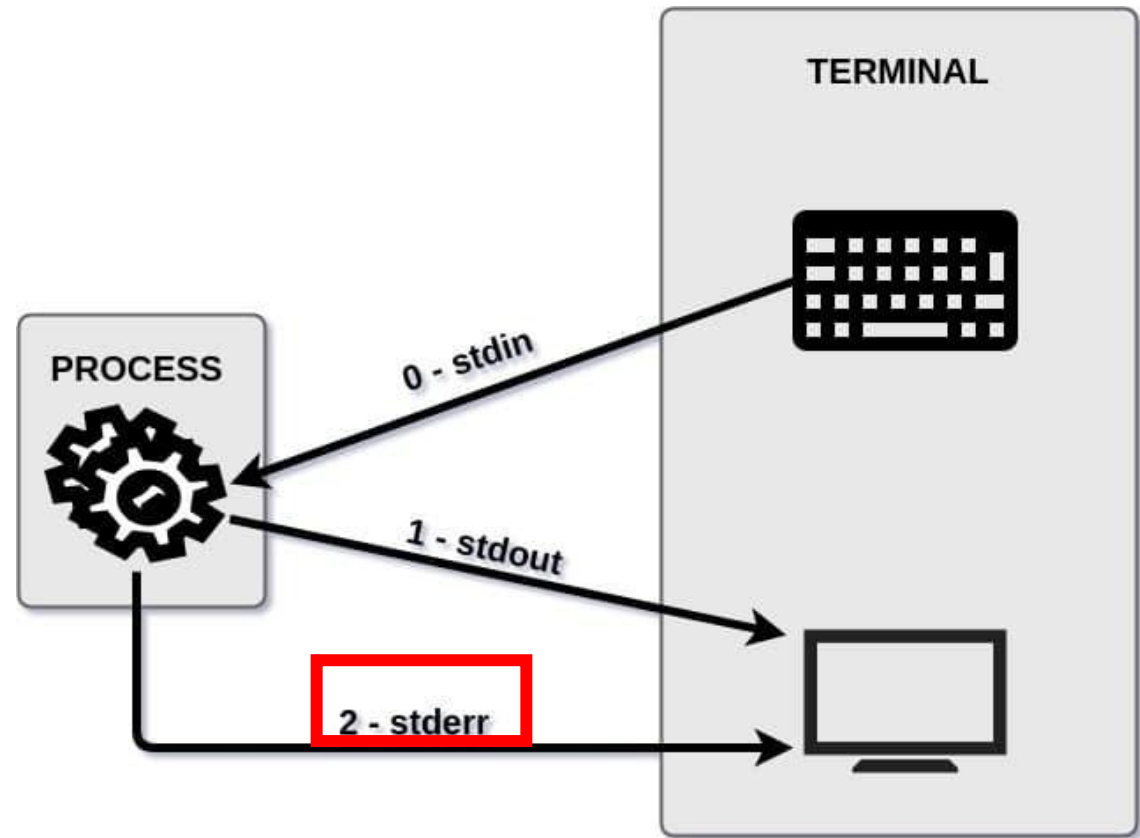 TERMINAL
PROCESS
0 - stdin
1 - stdout
2 - stderr